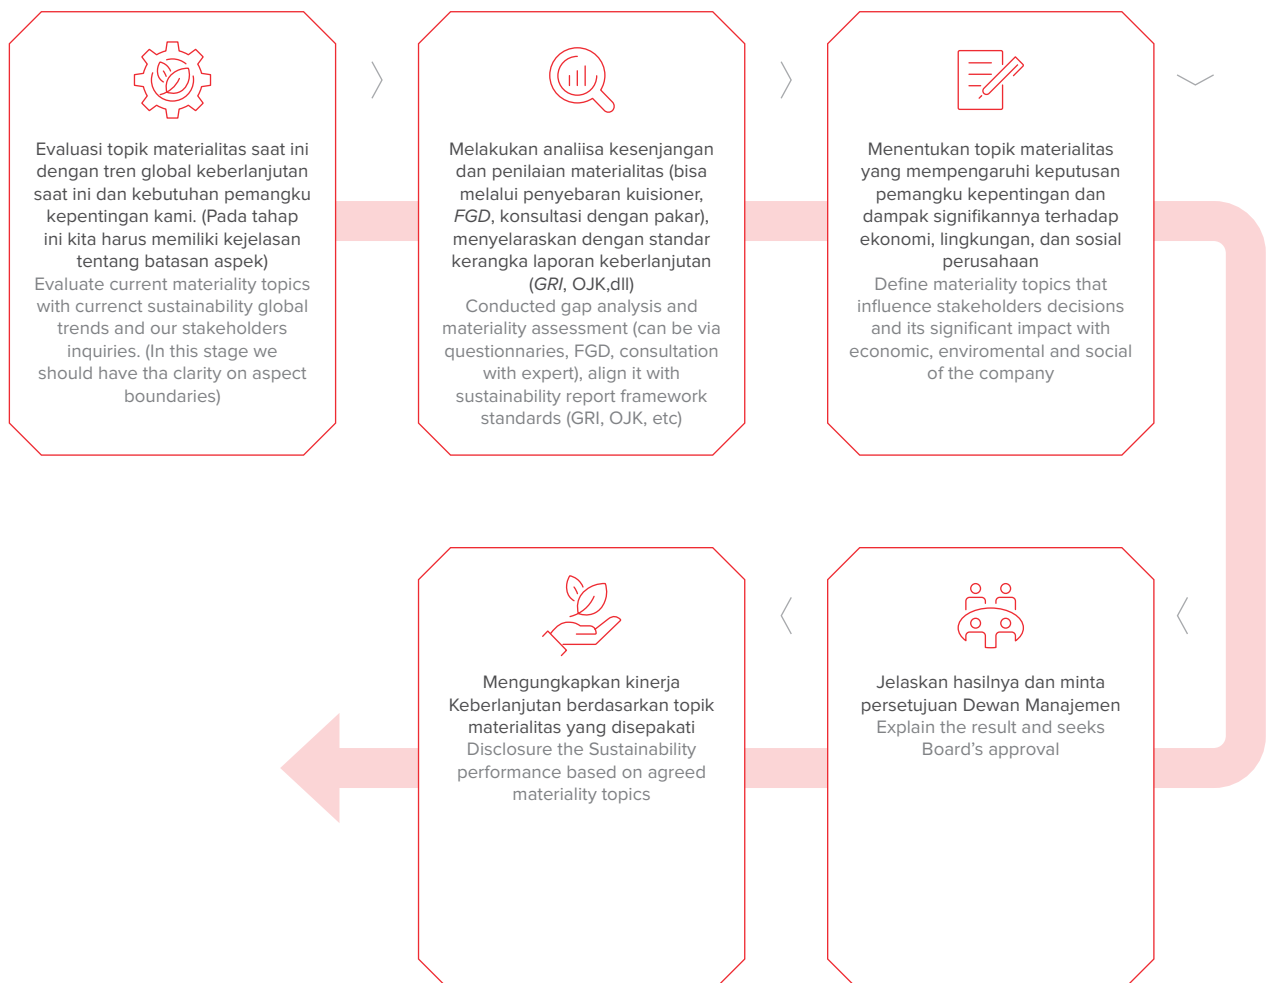 Evaluasi topik materialitas saat ini
dengan tren global keberlanjutan
saat ini dan kebutuhan pemangku
kepentingan kami. (Pada tahap
ini kita harus memiliki kejelasan
tentang batasan aspek)
Evaluate current materiality topics
with currenct sustainability global
trends and our stakeholders
inquiries. (In this stage we
should have tha clarity on aspect
boundaries)
Melakukan analiisa kesenjangan
dan penilaian materialitas (bisa
melalui penyebaran kuisioner,
FGD, konsultasi dengan pakar),
menyelaraskan dengan standar
kerangka laporan keberlanjutan
(GRI, OJK,dll)
Conducted gap analysis and
materiality assessment (can be via
questionnaries, FGD, consultation
with expert), align it with
sustainability report framework
standards (GRI, OJK, etc)
Menentukan topik materialitas
yang mempengaruhi keputusan
pemangku kepentingan dan
dampak signifikannya terhadap
ekonomi, lingkungan, dan sosial
perusahaan
Define materiality topics that
influence stakeholders decisions
and its significant impact with
economic, enviromental and social
of the company
Jelaskan hasilnya dan minta
persetujuan Dewan Manajemen
Explain the result and seeks
Board's approval
Mengungkapkan kinerja
Keberlanjutan berdasarkan topik
materialitas yang disepakati
Disclosure the Sustainability
performance based on agreed
materiality topics